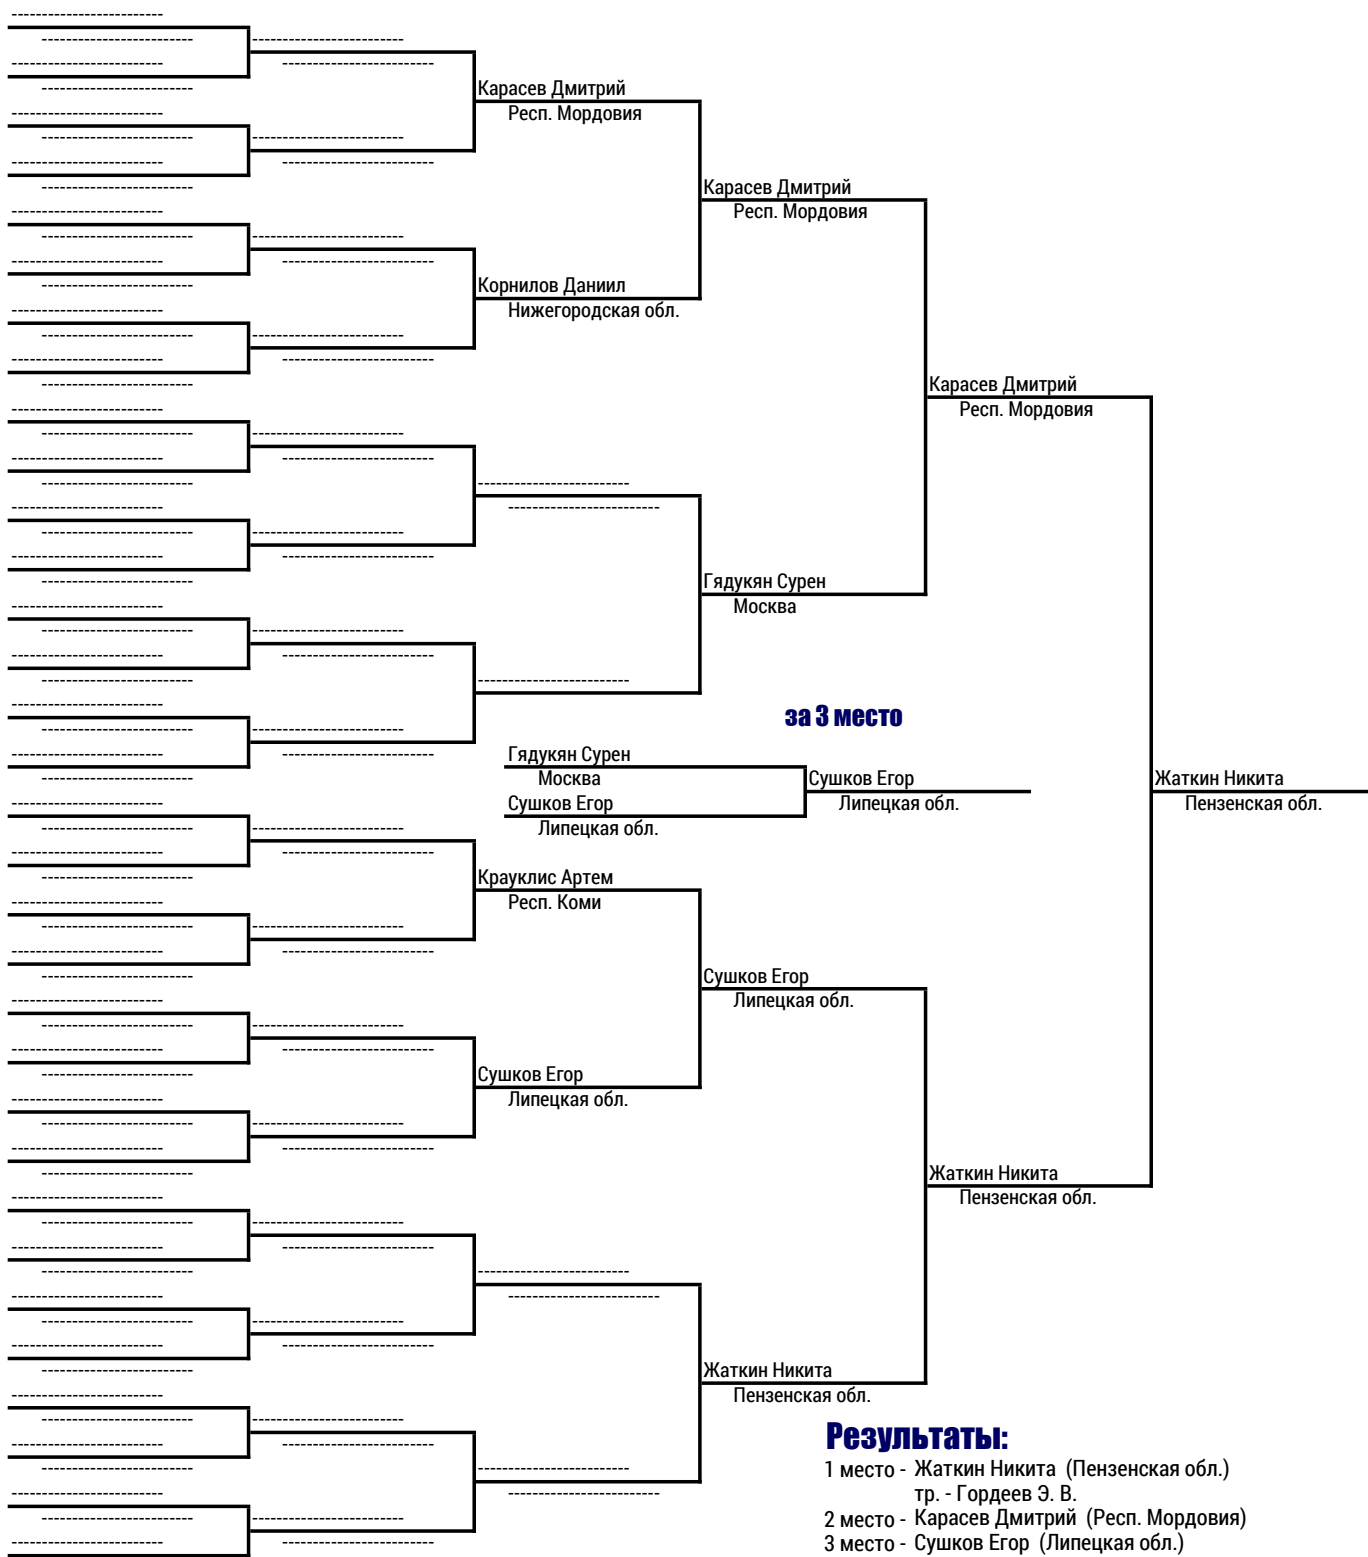 Карасев Дмитрий
Респ. Мордовия
Карасев Дмитрий
Респ. Мордовия
Корнилов Даниил
Нижегородская обл.
Карасев Дмитрий
Респ. Мордовия
Гядукян Сурен
Москва
за 3 место
Гядукян Сурен
Москва
Сушков Егор
Липецкая обл.
Сушков Егор
Липецкая обл.
Жаткин Никита
Пензенская обл.
Крауклис Артем
Респ. Коми
Сушков Егор
Липецкая обл.
Сушков Егор
Липецкая обл.
Жаткин Никита
Пензенская обл.
Жаткин Никита
Пензенская обл.
Результаты:
1 место - Жаткин Никита (Пензенская обл.)
тр. - Гордеев Э. В.
2 место - Карасев Дмитрий (Респ. Мордовия)
3 место - Сушков Егор (Липецкая обл.)